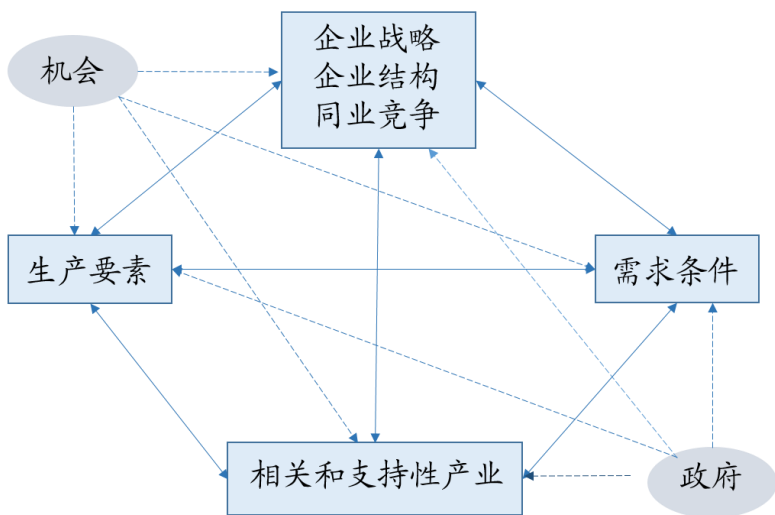 企业战略
企业结构
同业竞争
机会
生产要素
需求条件
相关和支持性产业
政府